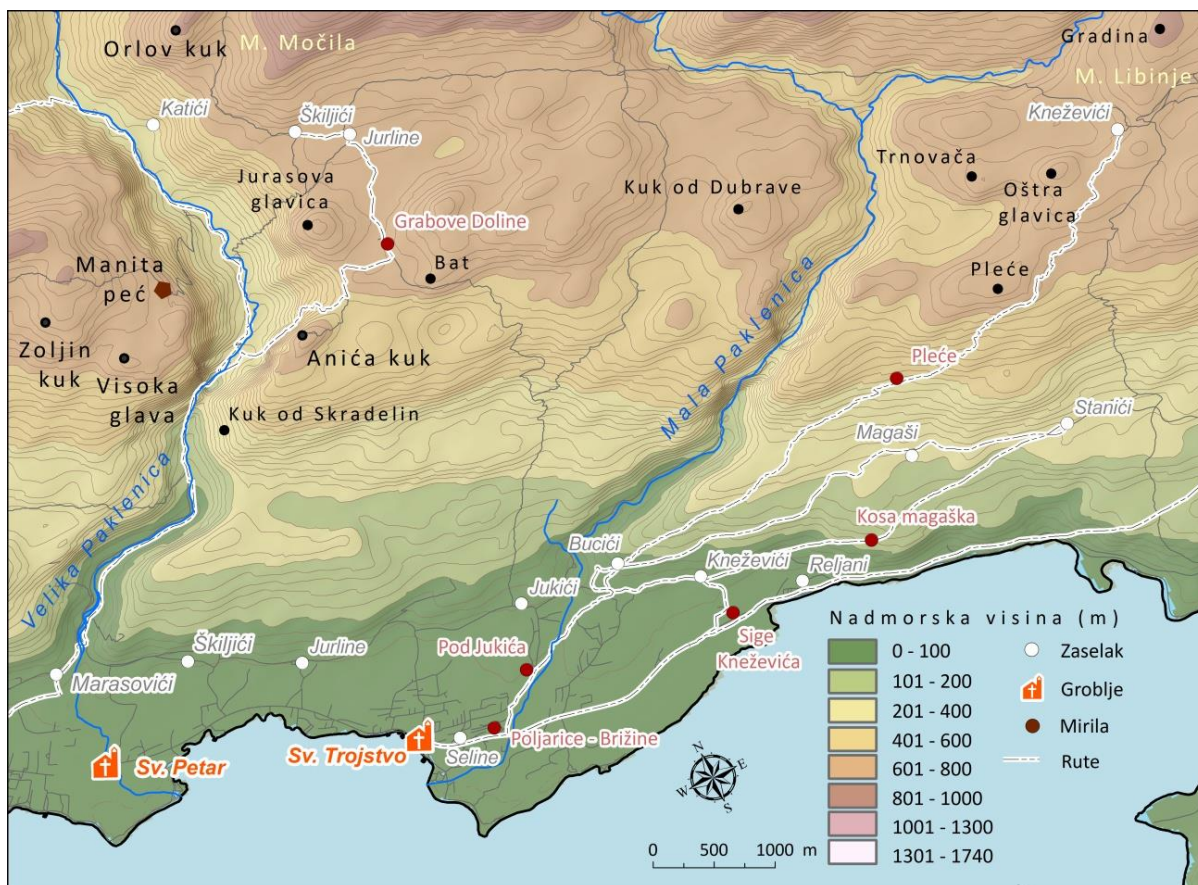 Orlov kuk
M. Močila
Gradina
M. Libinje
Katići
Škiljići
Jurline
Kneževići
Jurasova
glavica
Trnovača
Oštra
glavica
Kuk od Dubrave
Grabove Doline
Manita
peć
Bat
Pleće
Zoljin
kuk
Visoka
glava
Anića kuk
Mala Paklenica
Pleće
Kuk od Skradelin
Stanići
Magaši
Velika Paklenica
Kosa magaška
Bucići
Kneževići
Reljani
Jukići
Sige
Kneževića
Pod Jukića
Škiljići
Jurline
Marasovići
Poljarice - Brižine
Seline
Sv. Trojstvo
Sv. Petar
N
E
S
W
0 500 1000 m
Nadmorska visina (m)
0 - 100
101 - 200
201 - 400
401 - 600
601 - 800
801 - 1000
1001 - 1300
1301 - 1740
Zaselak
Groblje
Mirila
Rute